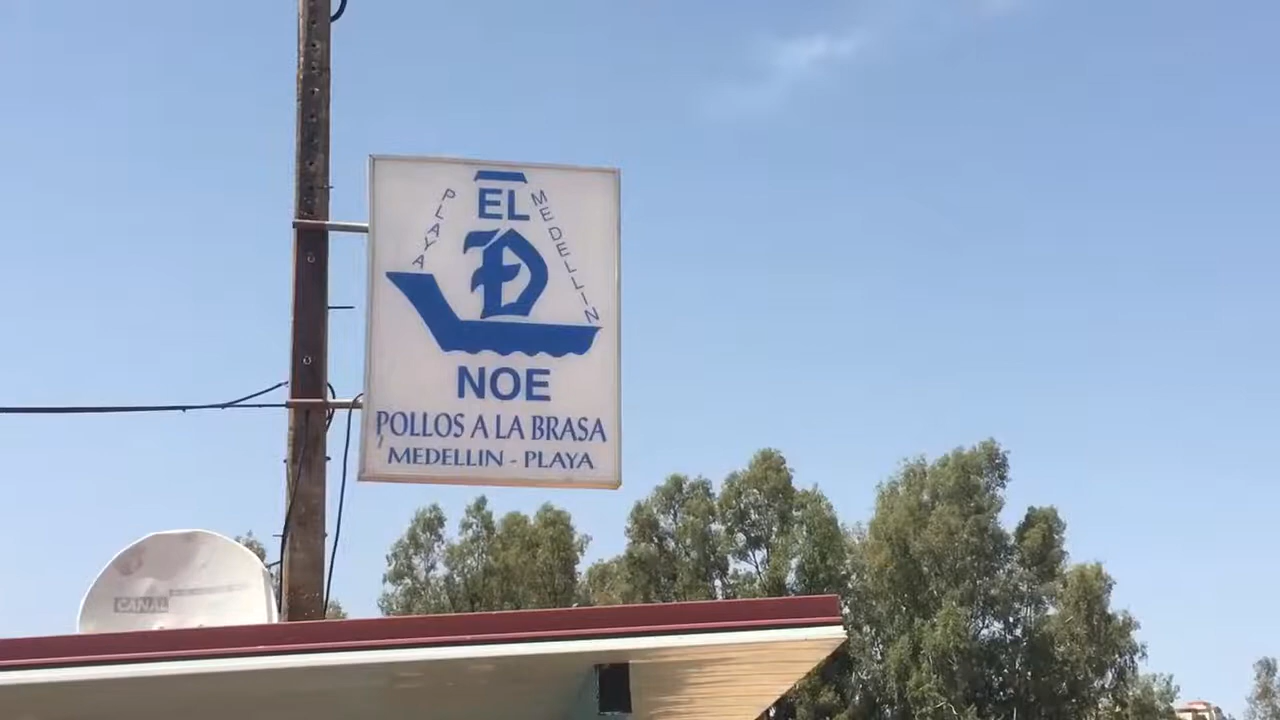 EL
PLAYA
MEDELLIN
D
NOE
POLLOS A LA BRASA
MEDELLIN - PLAYA
CANAL